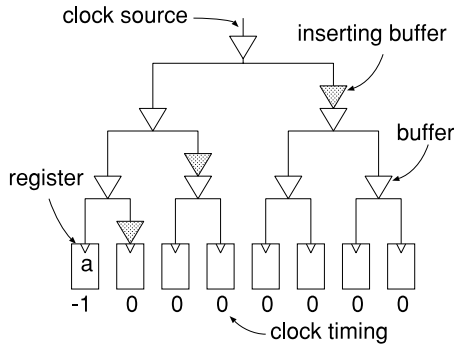 clock source
inserting buffer
buffer
register
a
-1 0 0 0 0 0 0 0
clock timing